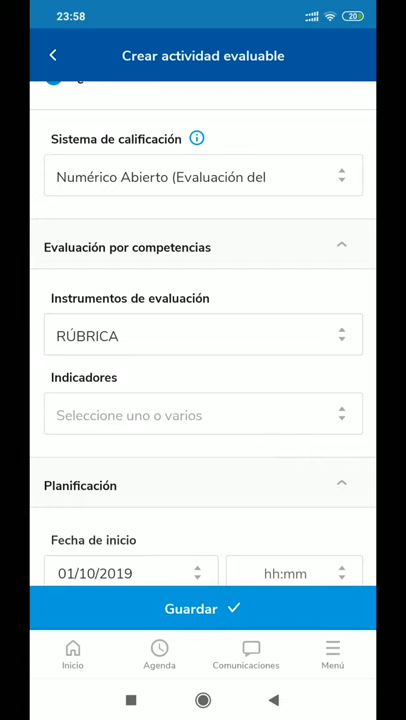 23:58
20
Crear actividad evaluable
Sistema de calificación
Numérico Abierto (Evaluación del
Evaluación por competencias
Instrumentos de evaluación
RÚBRICA
Indicadores
Seleccione uno o varios
Planificación
Fecha de inicio
01/10/2019 hh:mm
Guardar
Inicio Agenda Comunicaciones Menú